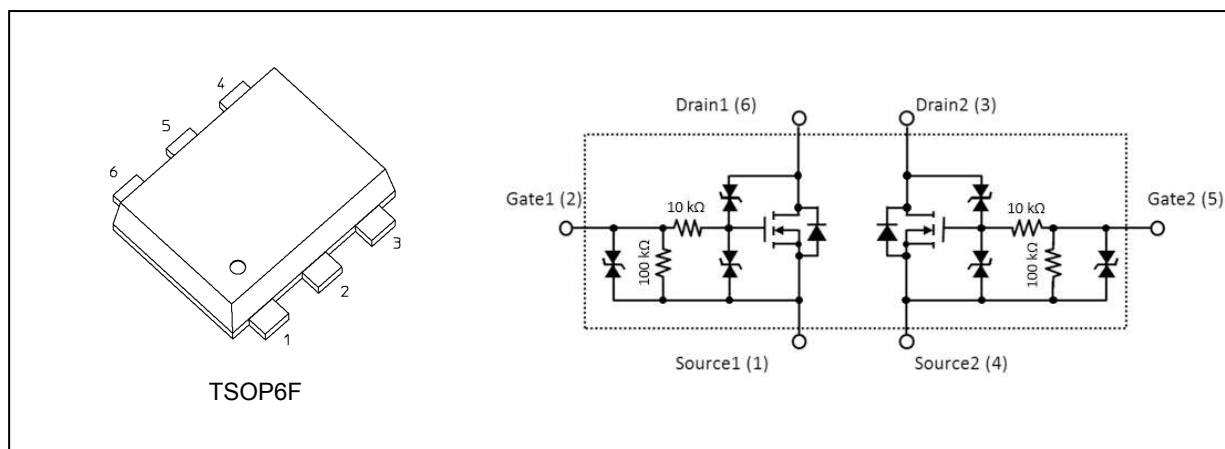 4
5
6
3
2
1
TSOP6F
Drain1 (6)
Drain2 (3)
Gate1 (2)
10 kΩ
10 kΩ
Gate2 (5)
100 kΩ
100 kΩ
Source1 (1)
Source2 (4)